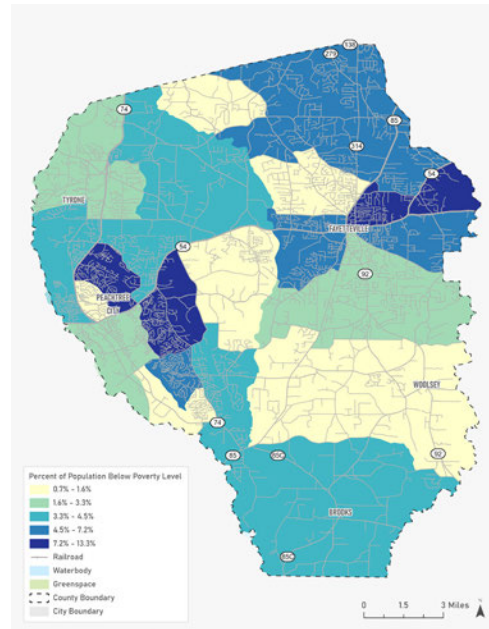 138
279
74
85
314
54
TYRONE
FAYETTEVILLE
54
92
PEACHTREE
CITY
WOOLSEY
74
85
85C
92
BROOKS
85C
Percent of Population Below Poverty Level
0.7% - 1.6%
1.6% - 3.3%
3.3% - 4.5%
4.5% - 7.2%
7.2% - 13.3%
Railroad
Waterbody
Greenspace
County Boundary
City Boundary
0 1.5 3 Miles